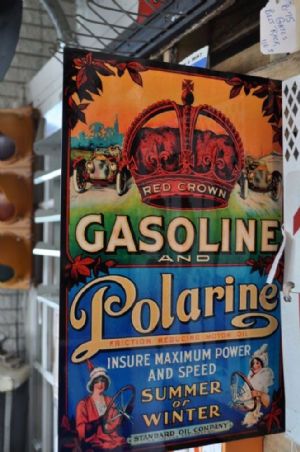 RED CROWN
GASOLINE
AND
Polarine
FRICTION REDUCING MOTOR OIL
INSURE MAXIMUM POWER
AND SPEED
SUMMER
or
WINTER
STANDARD OIL COMPANY